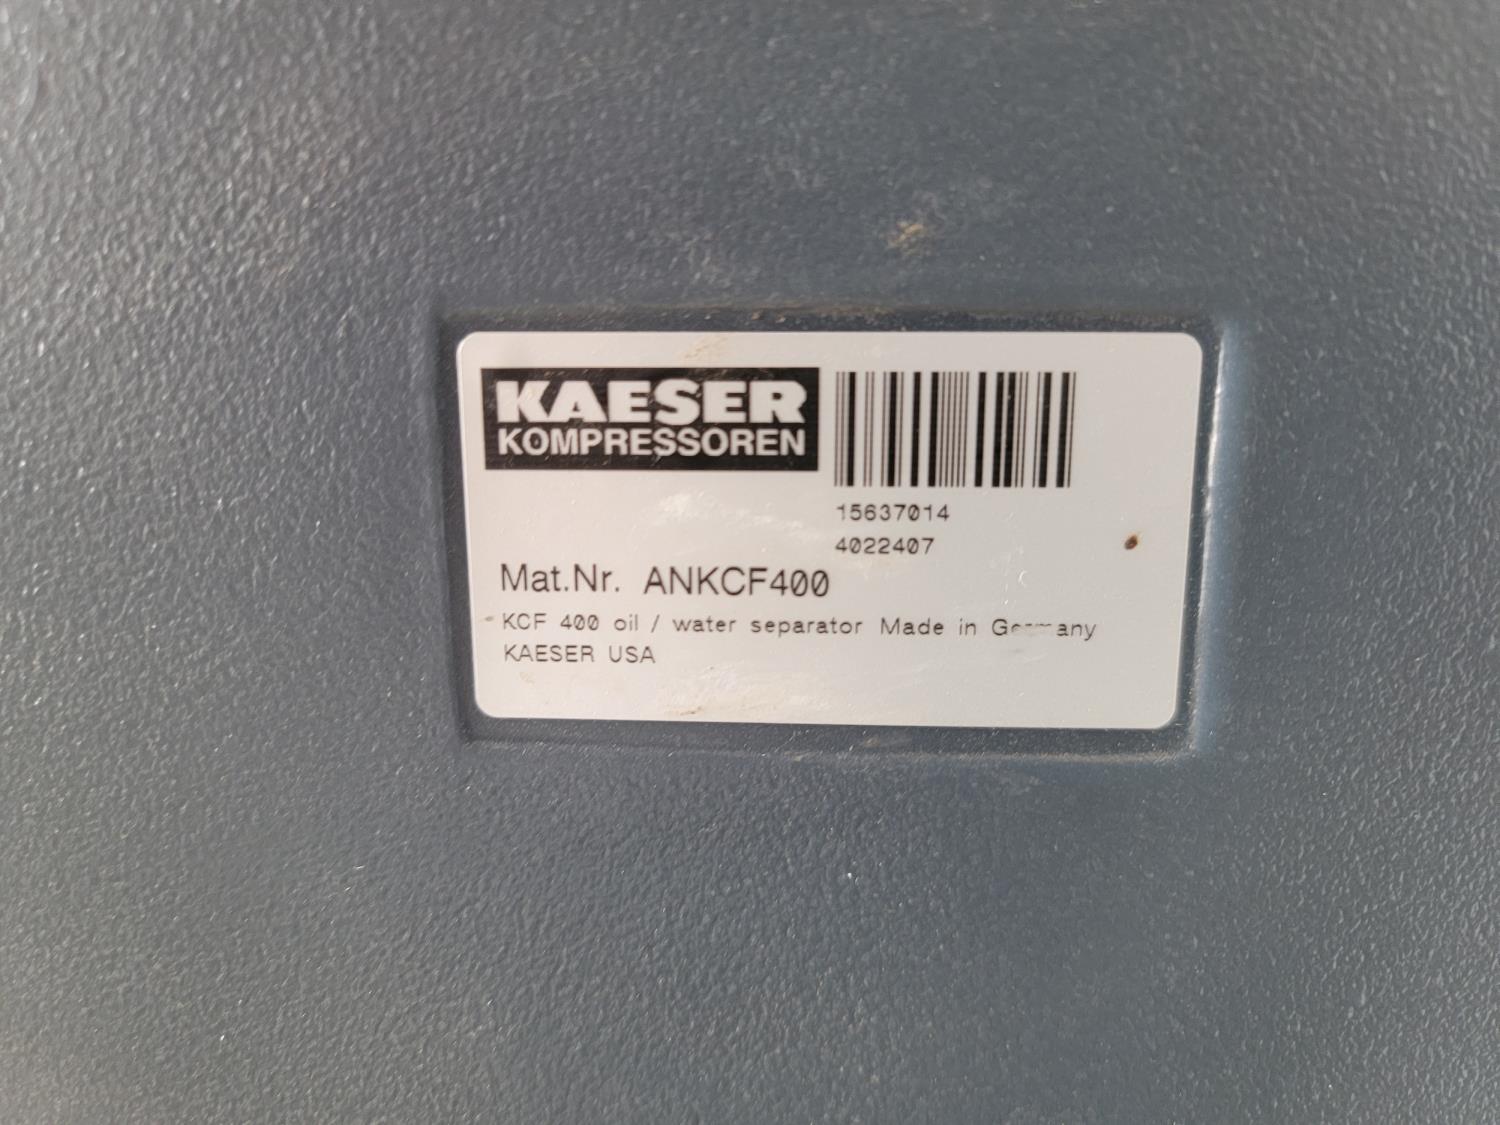 KAESER
KOMPRESSOREN
15637014
4022407
Mat.Nr. ANKCF400
KCF 400 oil / water separator Made in Germany
KAESER USA